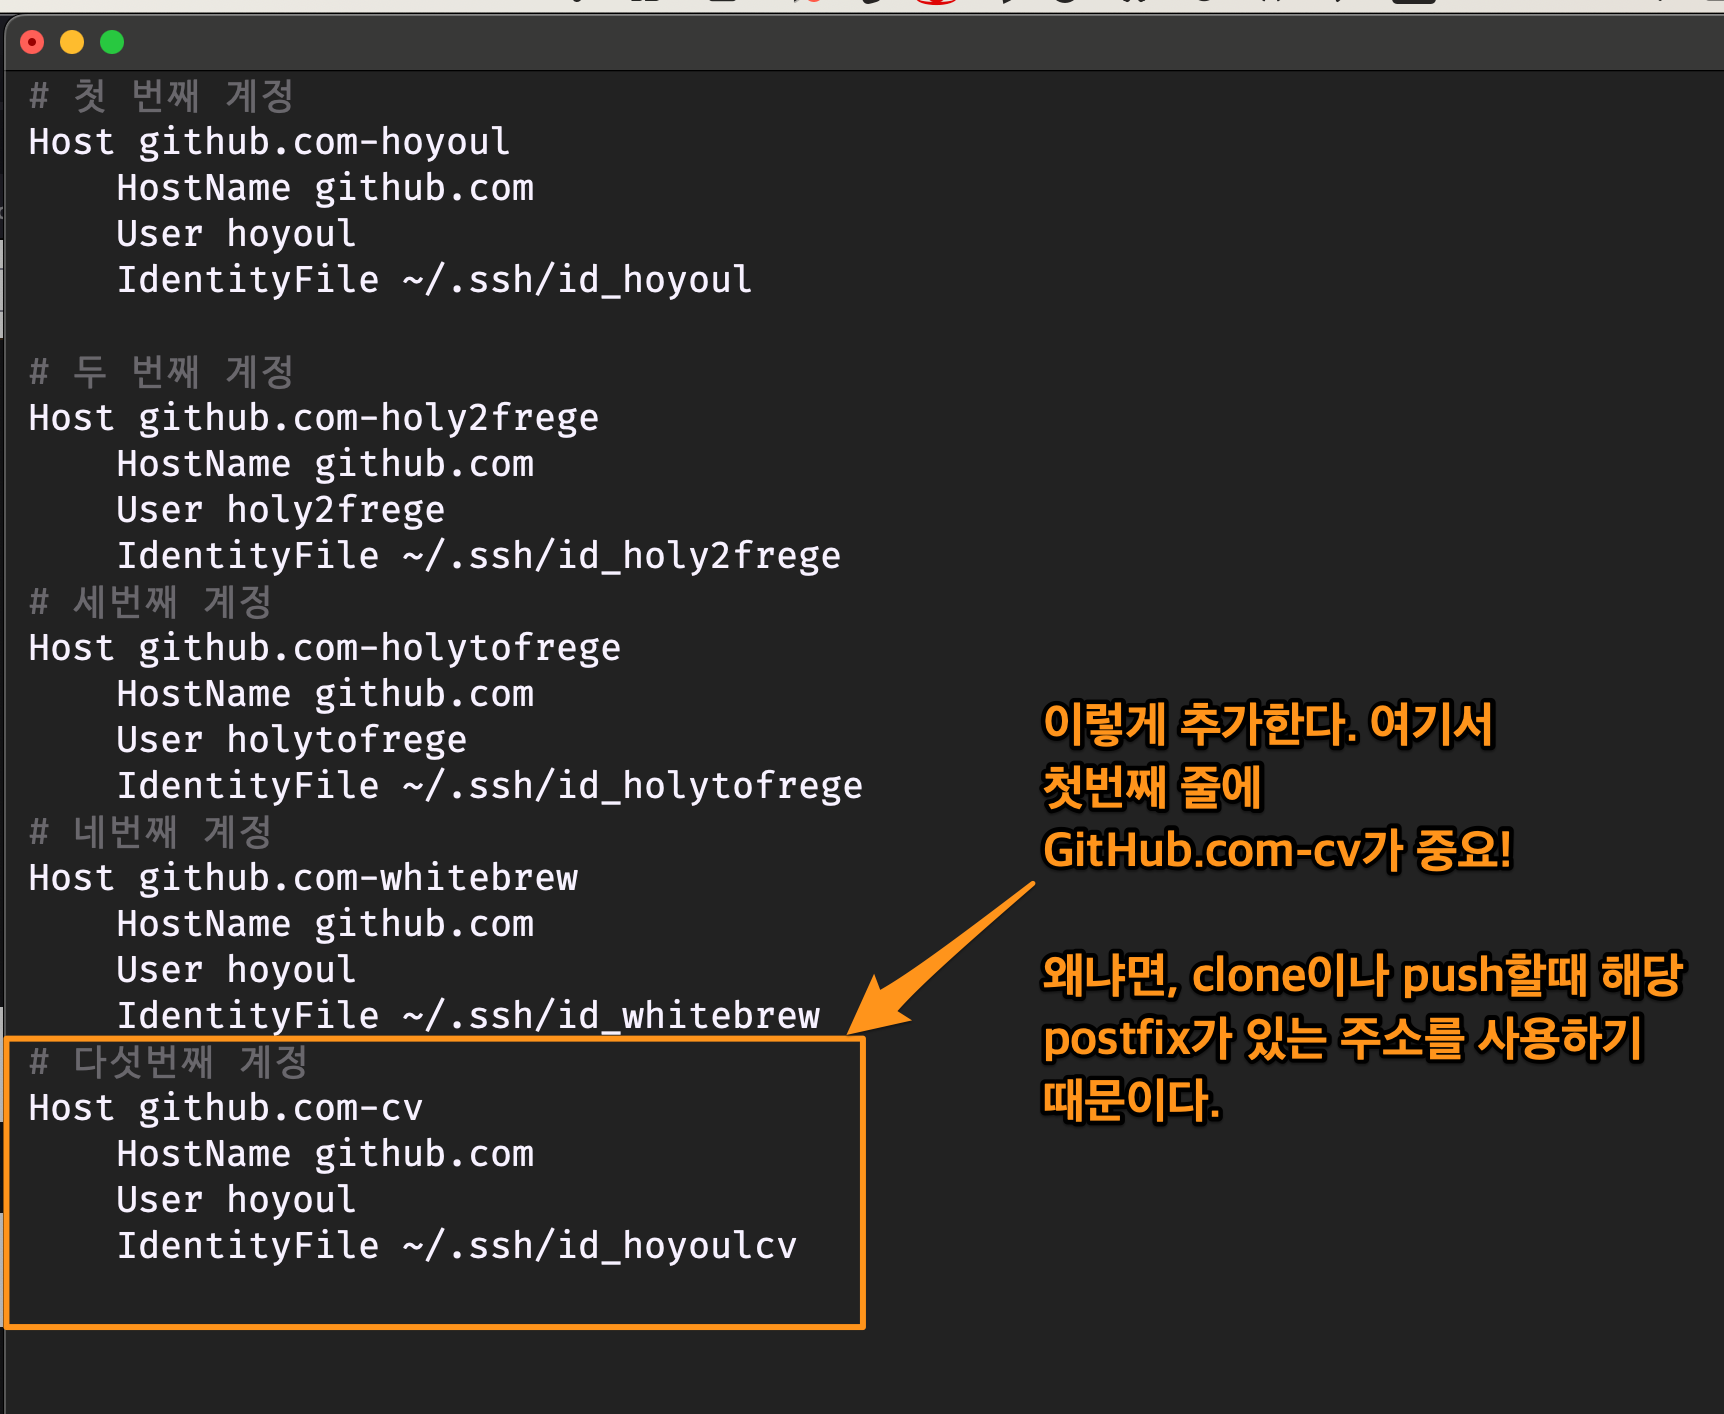 # 첫 번째 계정
Host github.com-hoyoul
    HostName github.com
    User hoyoul
    IdentityFile ~/.ssh/id_hoyoul

# 두 번째 계정
Host github.com-holy2frege
    HostName github.com
    User holy2frege
    IdentityFile ~/.ssh/id_holy2frege
# 세번째 계정
Host github.com-holytofrege
    HostName github.com
    User holytofrege
    IdentityFile ~/.ssh/id_holytofrege
# 네번째 계정
Host github.com-whitebrew
    HostName github.com
    User hoyoul
    IdentityFile ~/.ssh/id_whitebrew
# 다섯번째 계정
Host github.com-cv
    HostName github.com
    User hoyoul
    IdentityFile ~/.ssh/id_hoyoulcv
이렇게 추가한다. 여기서
첫번째 줄에
GitHub.com-cv가 중요!
왜냐면, clone이나 push할때 해당
postfix가 있는 주소를 사용하기
때문이다.